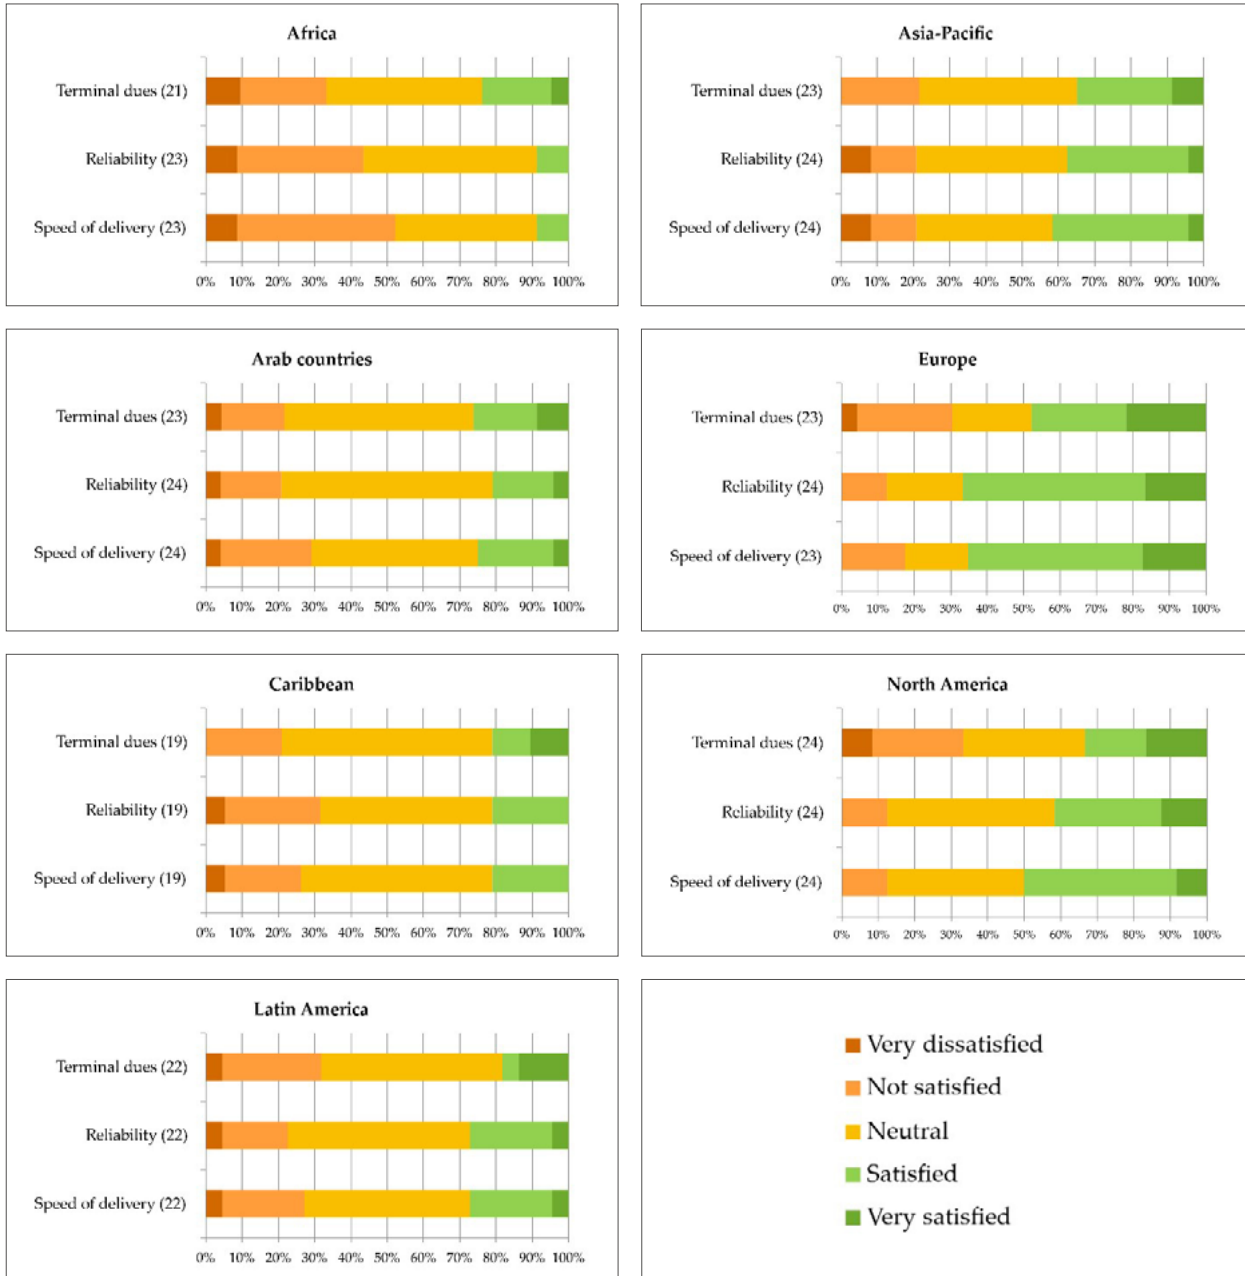 Africa
Terminal dues (21)
Reliability (23)
Speed of delivery (23)
0% 10% 20% 30% 40% 50% 60% 70% 80% 90% 100%
Asia-Pacific
Terminal dues (23)
Reliability (24)
Speed of delivery (24)
0% 10% 20% 30% 40% 50% 60% 70% 80% 90% 100%
Arab countries
Terminal dues (23)
Reliability (24)
Speed of delivery (24)
0% 10% 20% 30% 40% 50% 60% 70% 80% 90% 100%
Europe
Terminal dues (23)
Reliability (24)
Speed of delivery (23)
0% 10% 20% 30% 40% 50% 60% 70% 80% 90% 100%
Caribbean
Terminal dues (19)
Reliability (19)
Speed of delivery (19)
0% 10% 20% 30% 40% 50% 60% 70% 80% 90% 100%
North America
Terminal dues (24)
Reliability (24)
Speed of delivery (24)
0% 10% 20% 30% 40% 50% 60% 70% 80% 90% 100%
Latin America
Terminal dues (22)
Reliability (22)
Speed of delivery (22)
0% 10% 20% 30% 40% 50% 60% 70% 80% 90% 100%
Very dissatisfied
Not satisfied
Neutral
Satisfied
Very satisfied